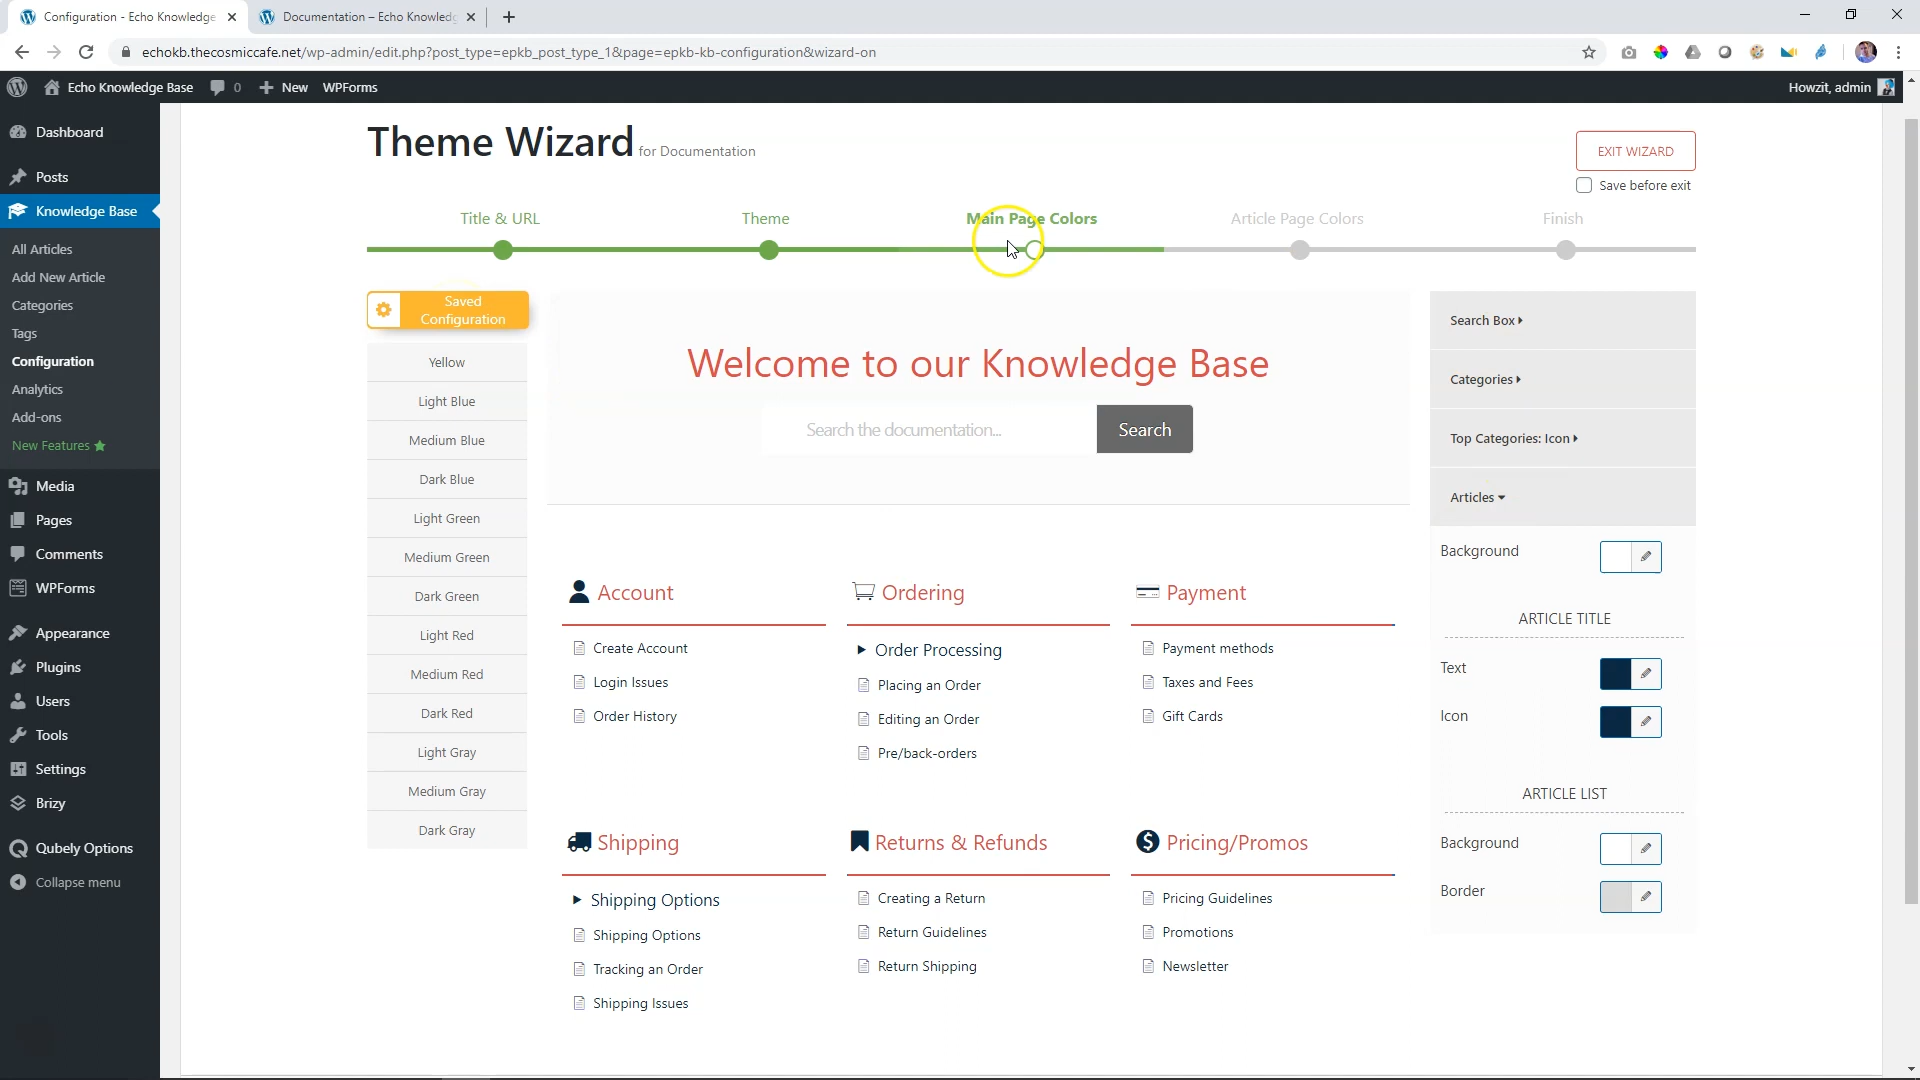 Configuration - Echo Knowledge
Documentation – Echo Knowledg
echokb.thecosmiccafe.net/wp-admin/edit.php?post_type=epkb_post_type_1&page=epkb-kb-configuration&wizard-on
Echo Knowledge Base
0
New
WPForms
Howzit, admin
Dashboard
Posts
Knowledge Base
All Articles
Add New Article
Categories
Tags
Configuration
Analytics
Add-ons
New Features
Media
Pages
Comments
WPForms
Appearance
Plugins
Users
Tools
Settings
Brizy
Qubely Options
Collapse menu
Theme Wizard for Documentation
EXIT WIZARD
Save before exit
Title & URL
Theme
Main Page Colors
Article Page Colors
Finish
Saved
Configuration
Yellow
Light Blue
Medium Blue
Dark Blue
Light Green
Medium Green
Dark Green
Light Red
Medium Red
Dark Red
Light Gray
Medium Gray
Dark Gray
Welcome to our Knowledge Base
Search the documentation...
Search
Account
Create Account
Login Issues
Order History
Ordering
Order Processing
Placing an Order
Editing an Order
Pre/back-orders
Payment
Payment methods
Taxes and Fees
Gift Cards
Shipping
Shipping Options
Shipping Options
Tracking an Order
Shipping Issues
Returns & Refunds
Creating a Return
Return Guidelines
Return Shipping
Pricing/Promos
Pricing Guidelines
Promotions
Newsletter
Search Box
Categories
Top Categories: Icon
Articles
Background
ARTICLE TITLE
Text
Icon
ARTICLE LIST
Background
Border